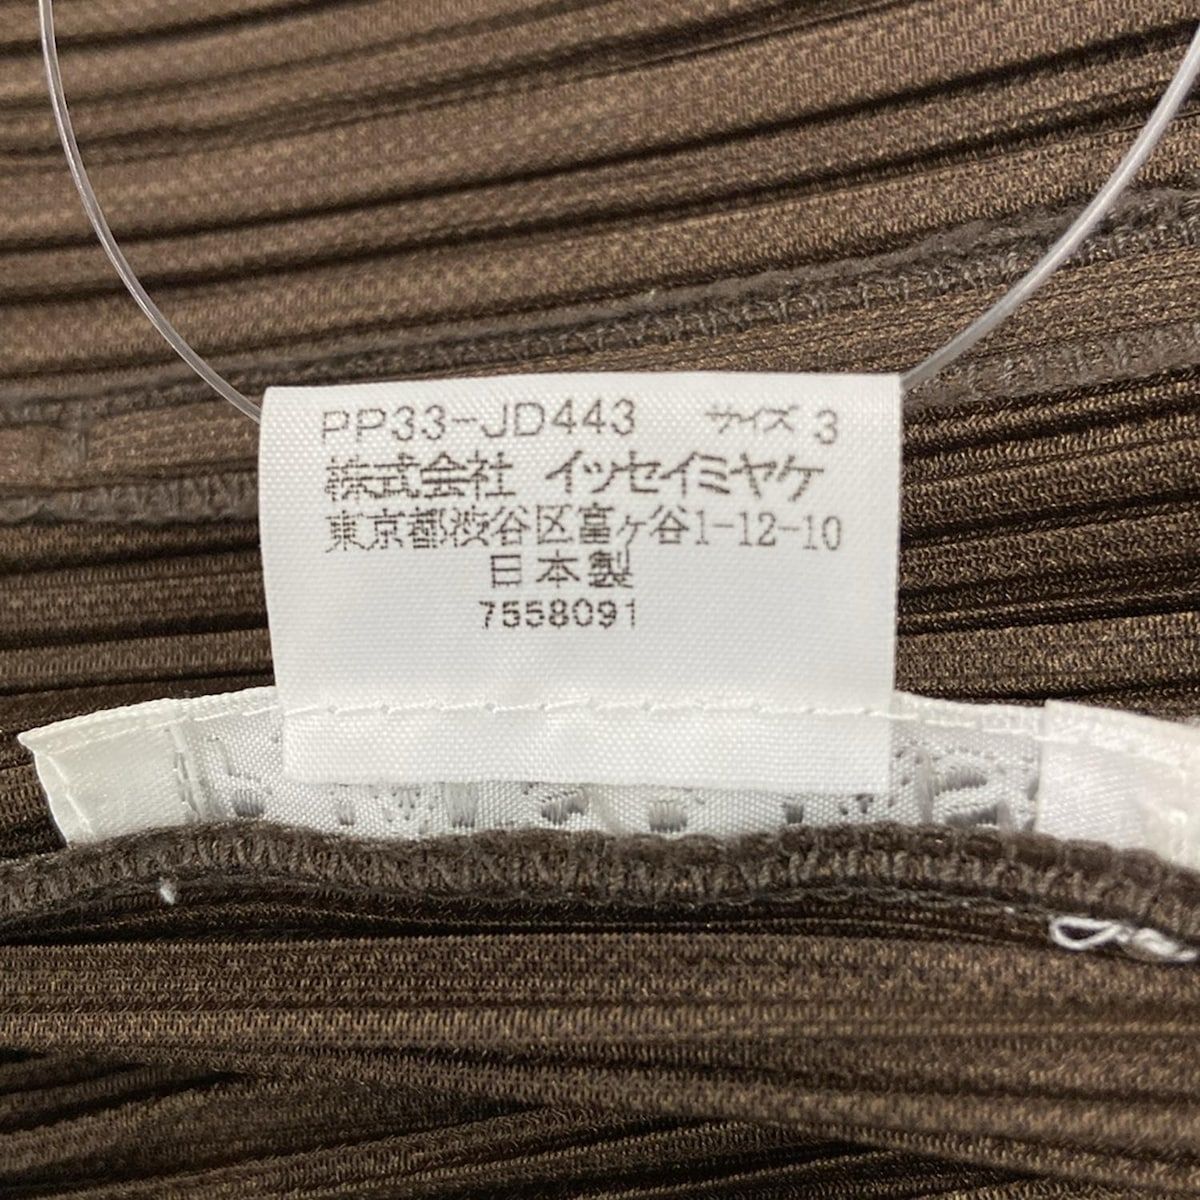 PP33-JD443 サイズ 3
株式会社 イッセイミヤケ
東京都渋谷区富ヶ谷1-12-10
日本製
7558091